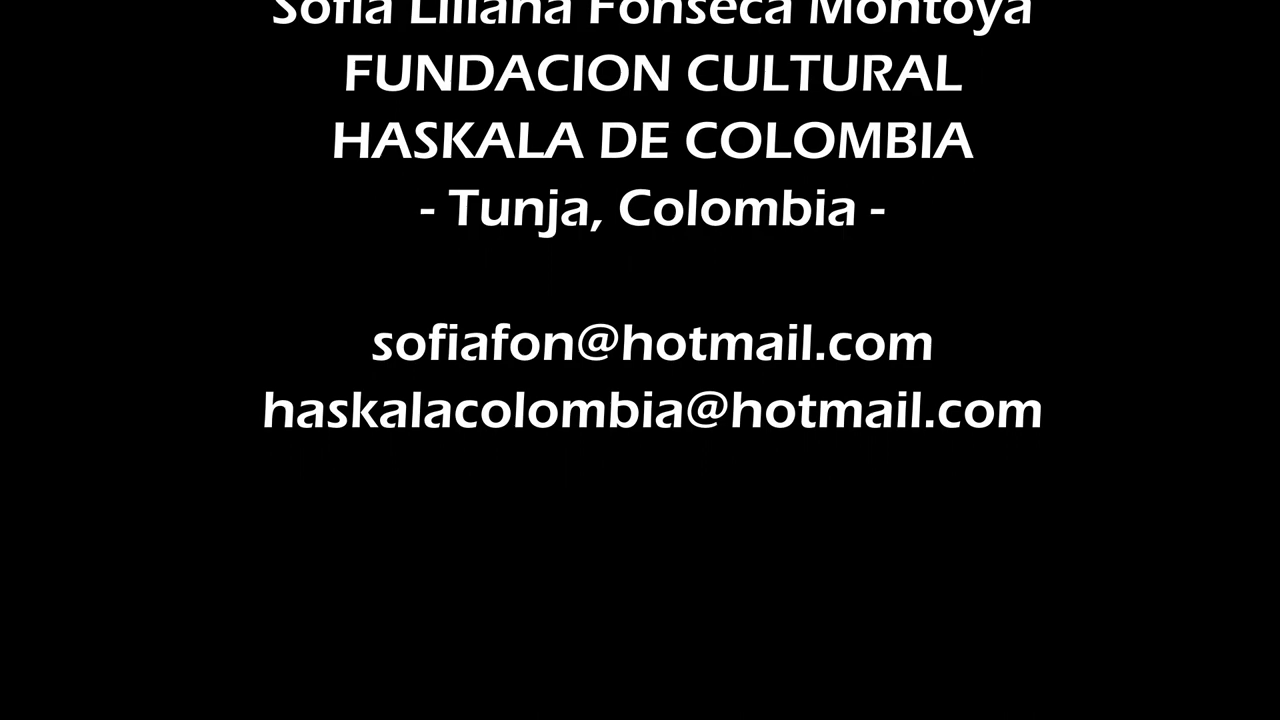 Sofia Liliana Fonseca Montoya
FUNDACION CULTURAL
HASKALA DE COLOMBIA
- Tunja, Colombia -
sofiafon@hotmail.com
haskalacolombia@hotmail.com